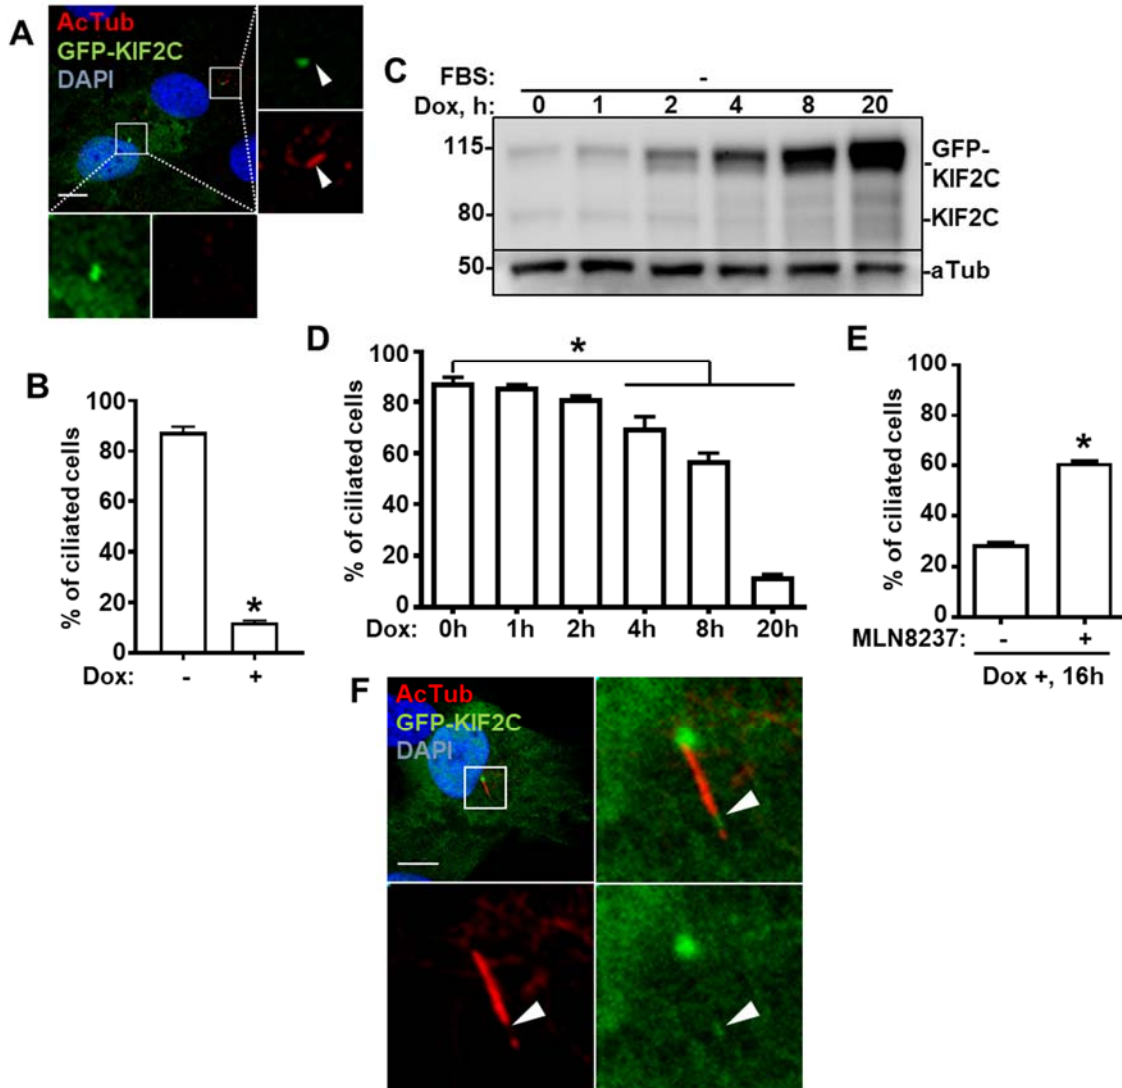 A
AcTub
GFP-KIF2C
DAPI
C
FBS: -
Dox, h: 0 1 2 4 8 20
115-
80-
50-
GFP-
KIF2C
-KIF2C
-aTub
B
% of ciliated cells
100
80
60
40
20
0
Dox: - +
*
D
% of ciliated cells
100
80
60
40
20
0
Dox: 0h 1h 2h 4h 8h 20h
*
E
% of ciliated cells
100
80
60
40
20
0
*
MLN8237: - +
Dox +, 16h
F
AcTub
GFP-KIF2C
DAPI